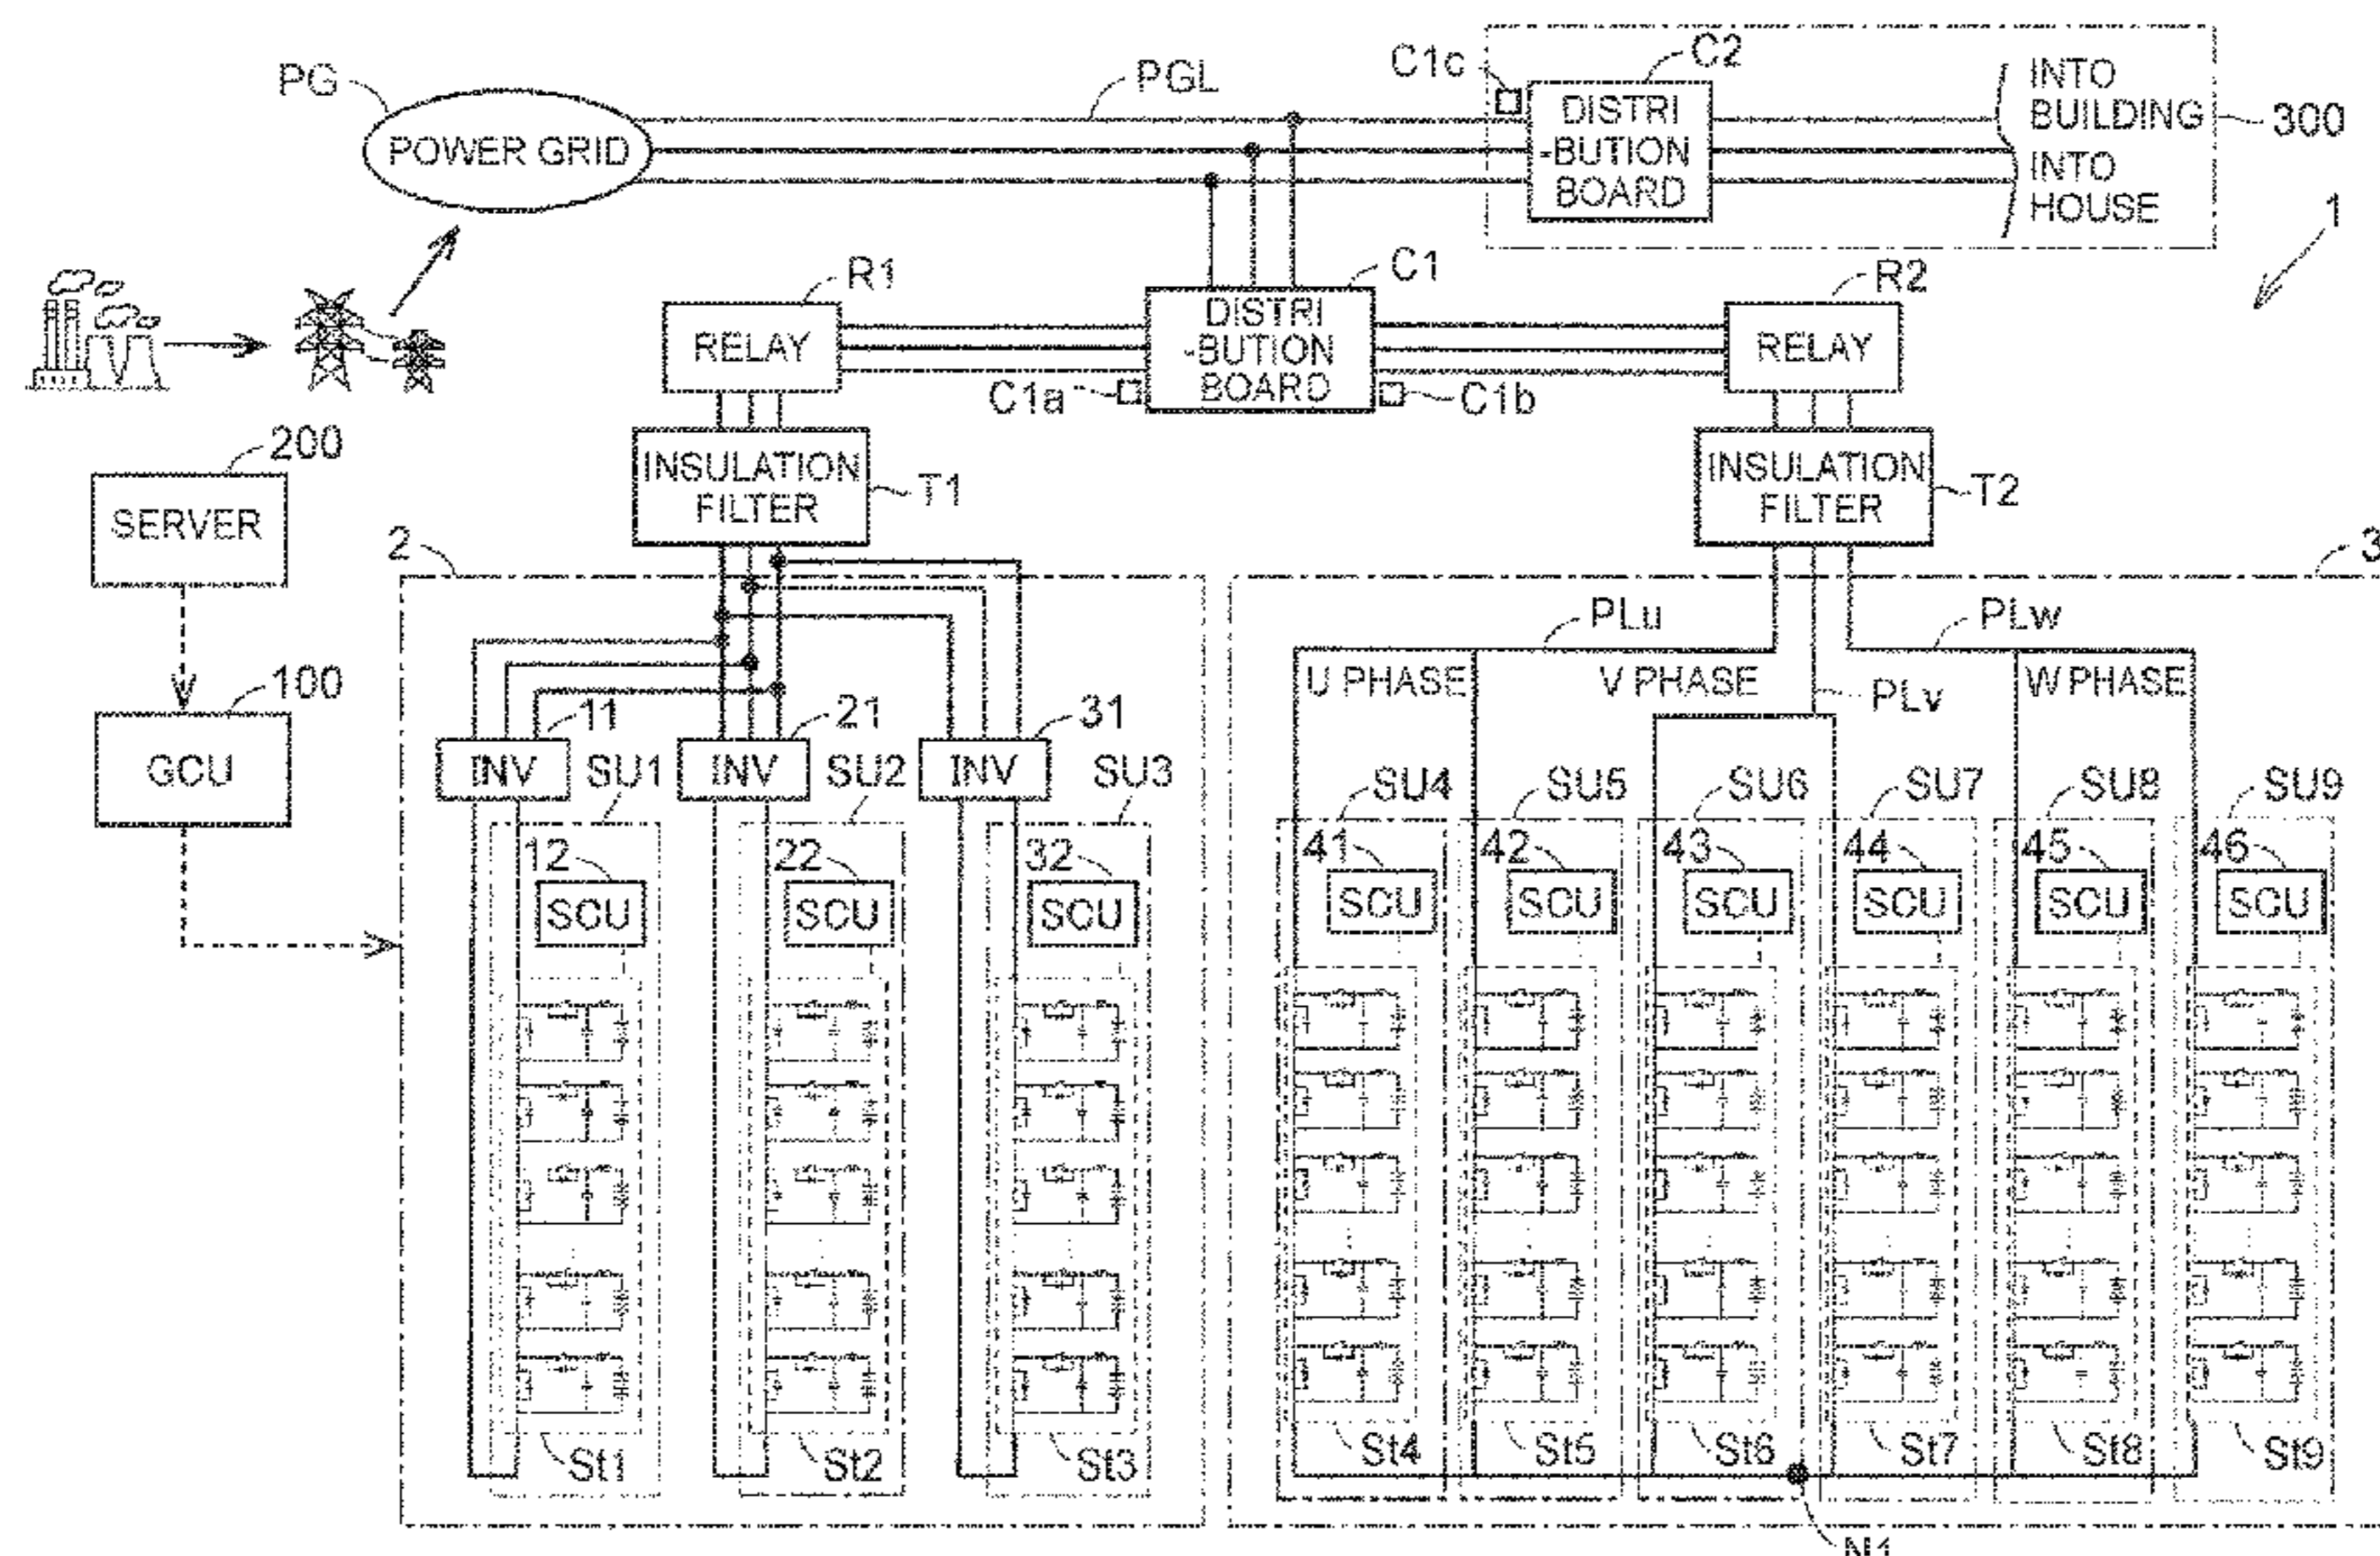 PG
POWER GRID
PGL
C1c
C2
DISTRI
-BUTION
BOARD
INTO
BUILDING
INTO
HOUSE
300
1
R1
RELAY
C1
DISTRI
-BUTION
BOARD
C1a
C1b
R2
RELAY
200
SERVER
INSULATION
FILTER
T1
INSULATION
FILTER
T2
2
3
100
GCU
PLu
PLw
U PHASE
V PHASE
PLv
W PHASE
11
21
31
INV
SU1
INV
SU2
INV
SU3
SU4
SU5
SU6
SU7
SU8
SU9
12
22
32
41
42
43
44
45
46
SCU
SCU
SCU
SCU
SCU
SCU
SCU
SCU
SCU
St1
St2
St3
St4
St5
St6
St7
St8
St9
N1